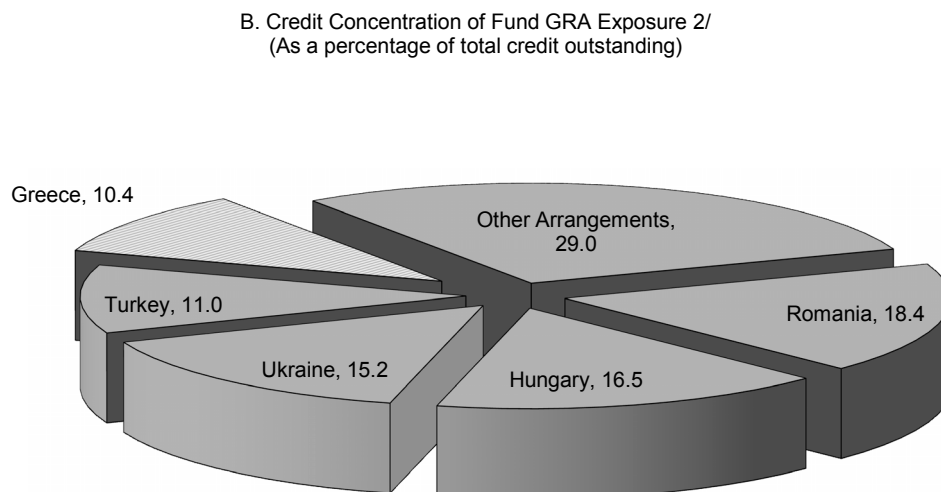 B. Credit Concentration of Fund GRA Exposure 2/
(As a percentage of total credit outstanding)
Greece, 10.4
Other Arrangements,
29.0
Turkey, 11.0
Romania, 18.4
Ukraine, 15.2
Hungary, 16.5